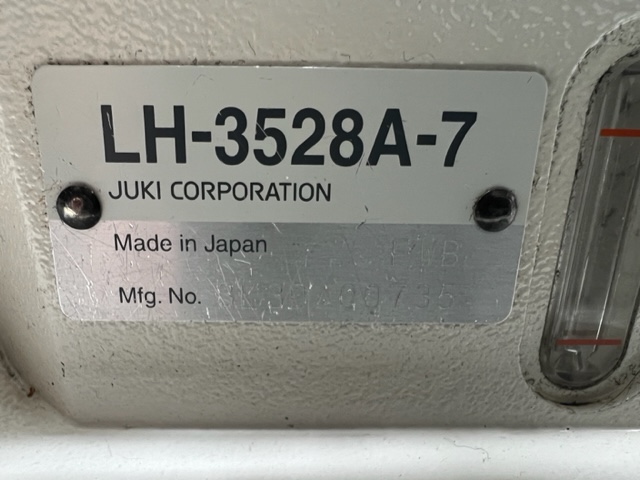 LH-3528A-7
JUKI CORPORATION
Made in Japan
Mfg. No.